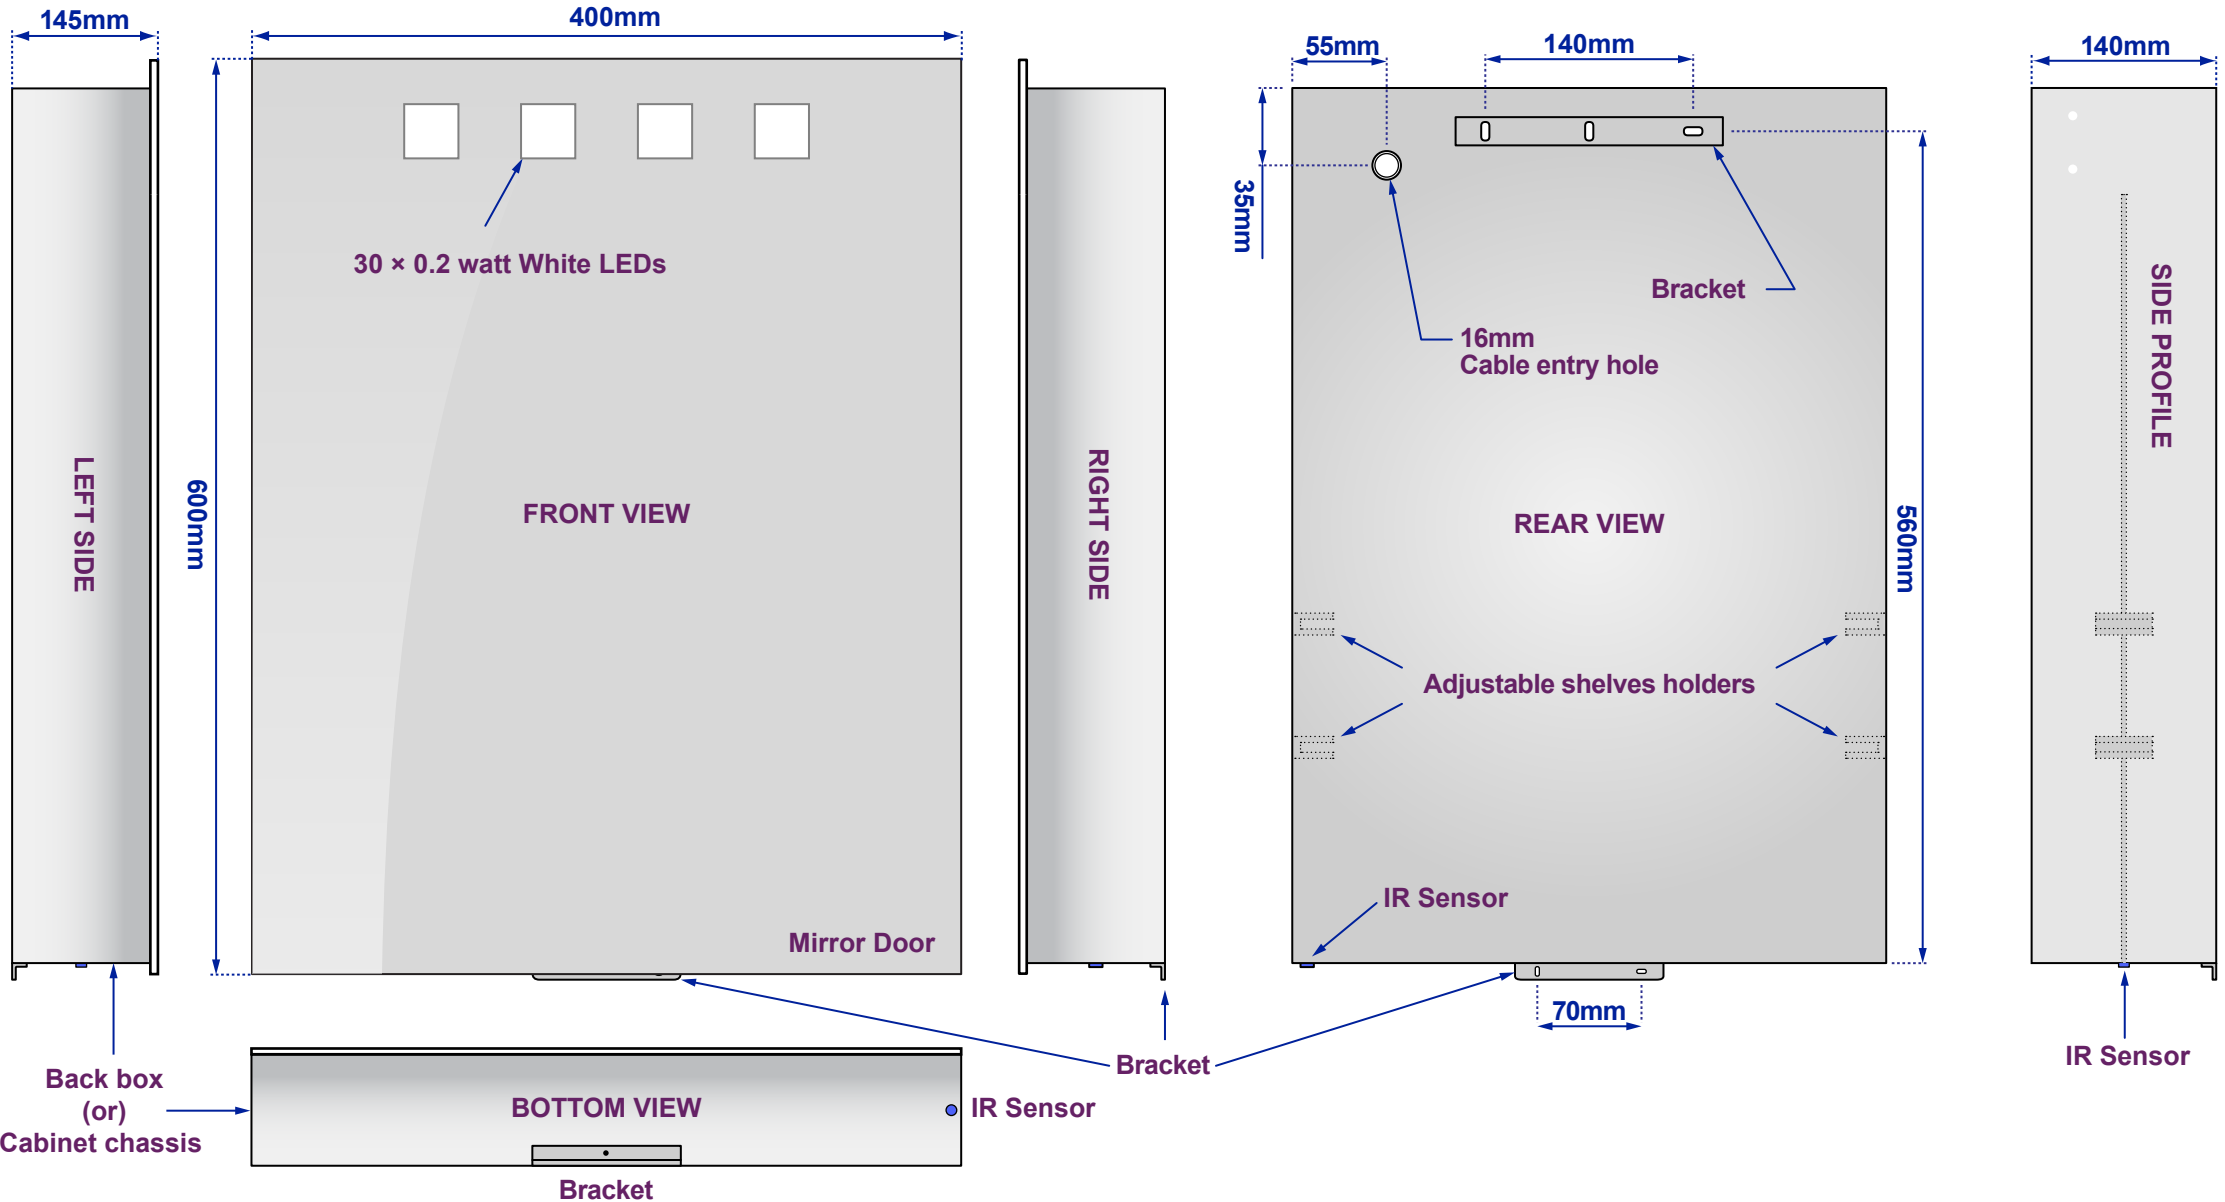 145mm
400mm
55mm
140mm
140mm
35mm
30 × 0.2 watt White LEDs
Bracket
16mm
Cable entry hole
SIDE PROFILE
LEFT SIDE
600mm
FRONT VIEW
RIGHT SIDE
REAR VIEW
560mm
Adjustable shelves holders
IR Sensor
Mirror Door
70mm
Bracket
IR Sensor
Back box
(or)
Cabinet chassis
BOTTOM VIEW
IR Sensor
Bracket